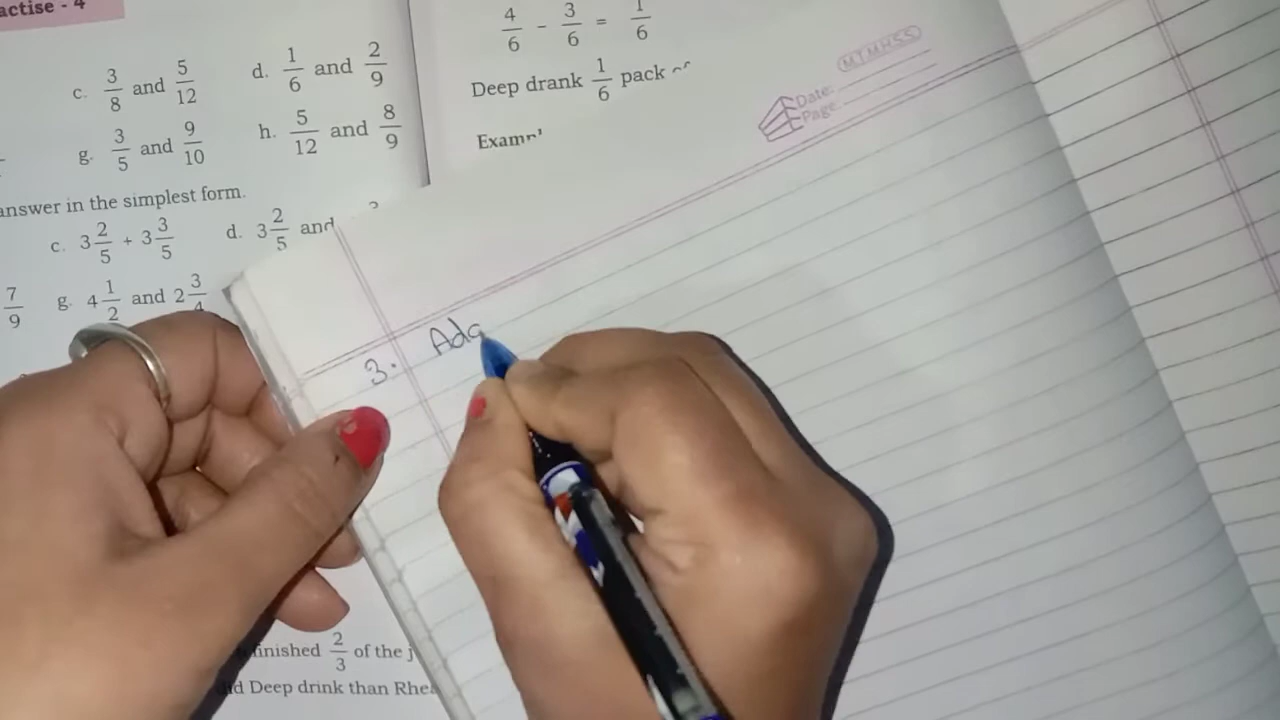 actise - 4
c. 3/8 and 5/12 d. 1/6 and 2/9
g. 3/5 and 9/10 h. 5/12 and 8/9
answer in the simplest form.
c. 3 2/5 + 3 3/5 d. 3 2/5 and
7/9 g. 4 1/2 and 2 3/4
finished 2/3 of the j
Deep drink than Rhe
4/6 - 3/6 = 1/6
Deep drank 1/6 pack
Exam
MTMHSS
Date:
Page:
3. Ada